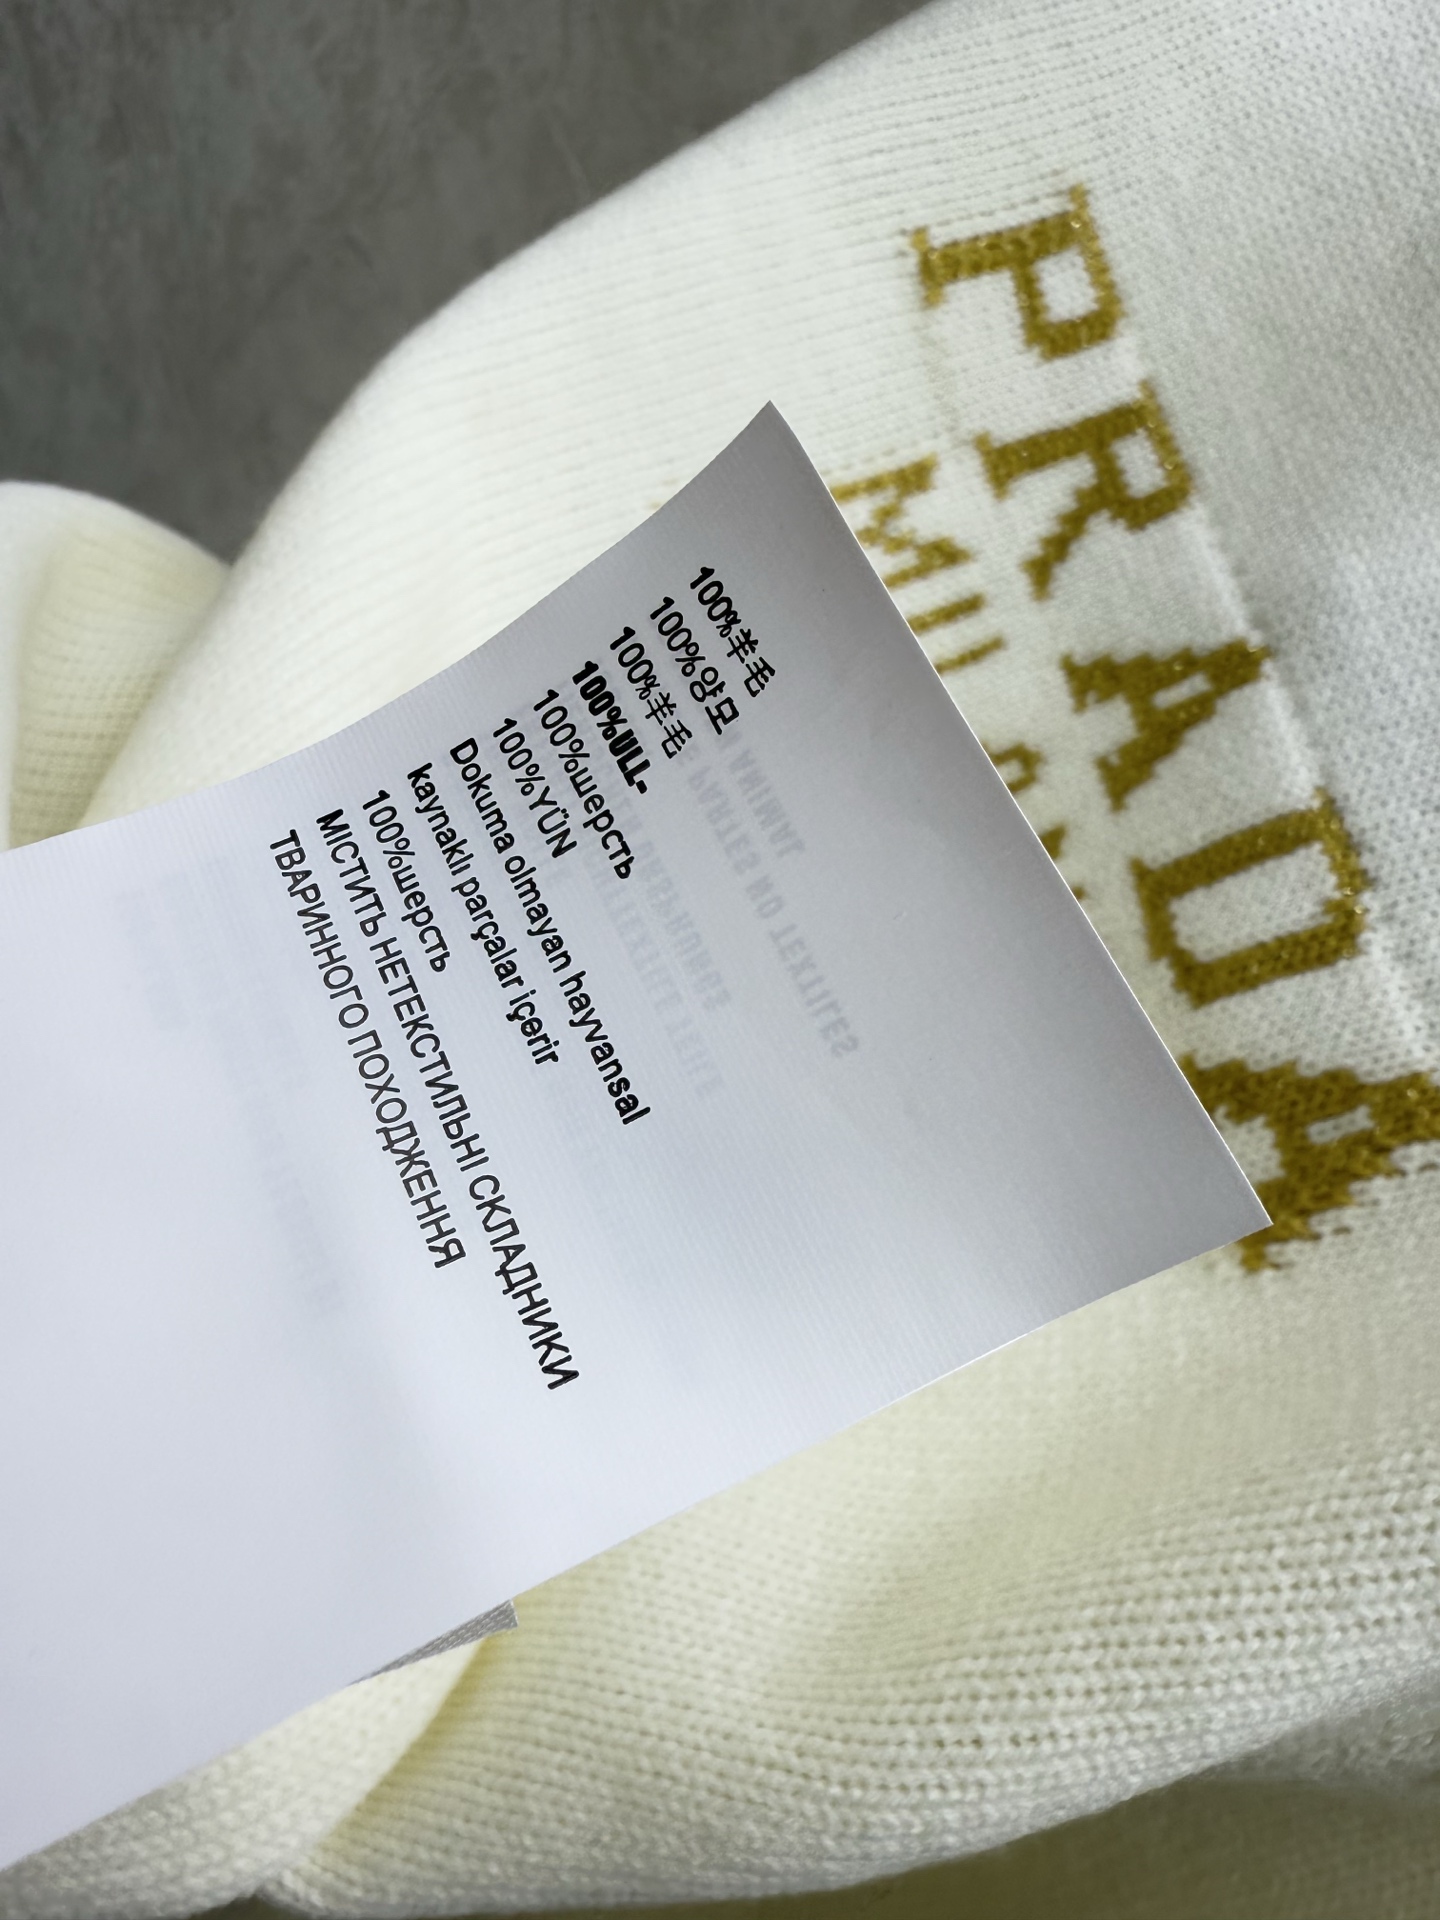 PRADA
MILANO
100%羊毛
100%양모
100%羊毛
100%ULL-
100%шерсть
100%YÜN
Dokuma olmayan hayvansal
kaynaklı parçalar içerir
100%шерсть
МІСТИТЬ НЕТЕКСТИЛЬНІ СКЛАДНИКИ
ТВАРИННОГО ПОХОДЖЕННЯ